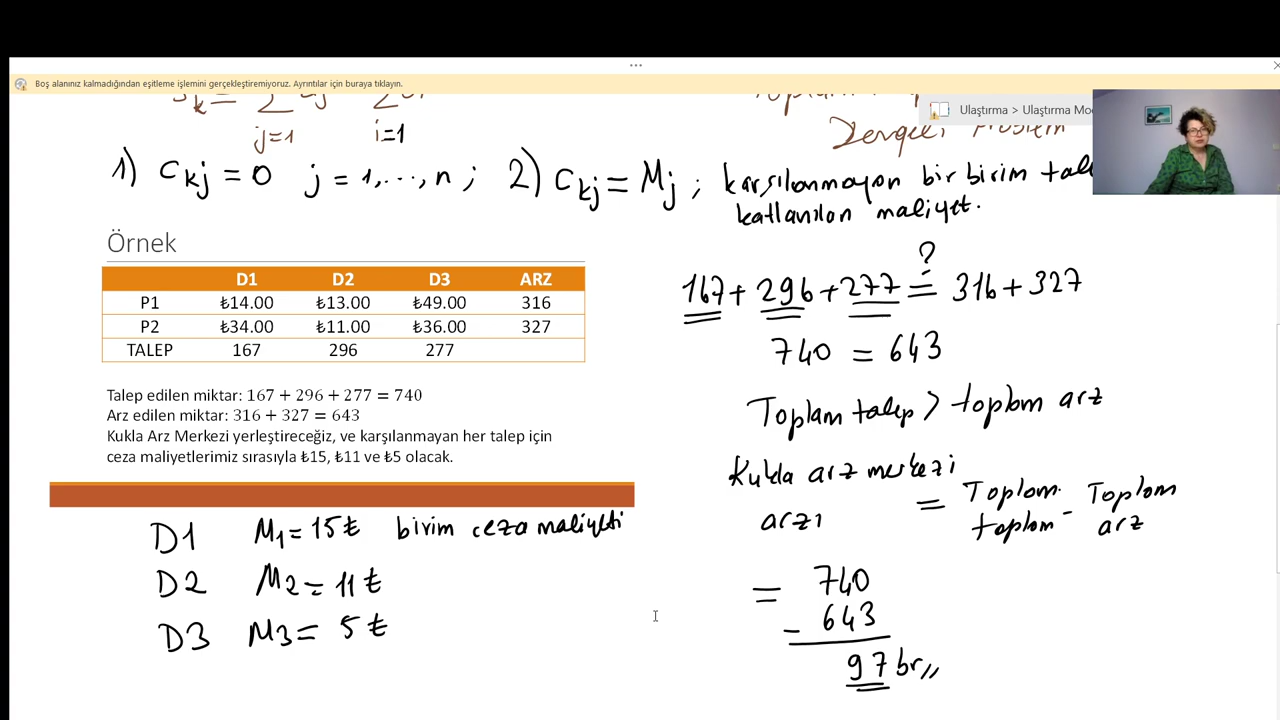 Boş alanınız kalmadığından eşitleme işlemini gerçekleştiremiyoruz. Ayrıntılar için buraya tıklayın.
j=1 i=1
Ulaştırma > Ulaştırma Mo
Dengeli Problem
1) Ckj = 0 j = 1,...,n ; 2) Ckj = Mj ; karşılanmayan bir birim tale
katlanılan maliyet.
Örnek
D1 D2 D3 ARZ
P1 ₺14.00 ₺13.00 ₺49.00 316
P2 ₺34.00 ₺11.00 ₺36.00 327
TALEP 167 296 277
Talep edilen miktar: 167 + 296 + 277 = 740
Arz edilen miktar: 316 + 327 = 643
Kukla Arz Merkezi yerleştireceğiz, ve karşılanmayan her talep için
ceza maliyetlerimiz sırasıyla ₺15, ₺11 ve ₺5 olacak.
D1 M1 = 15₺ birim ceza maliyeti
D2 M2 = 11 ₺
D3 M3 = 5 ₺
?
167 + 296 + 277 = 316 + 327
740 = 643
Toplam talep > toplam arz
Kukla arz merkezi
arzı = Toplam toplam - Toplam arz
= 740
- 643
97 br,,